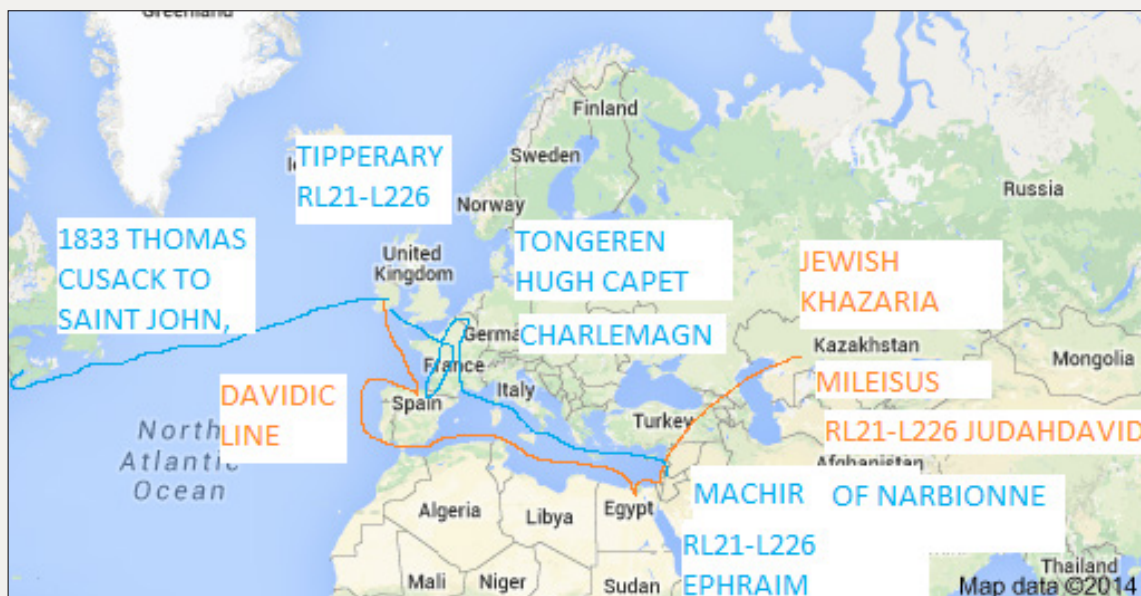 Greenland
Finland
Sweden
Russia
TIPPERARY
RL21-L226
Norway
1833 THOMAS
CUSACK TO
SAINT JOHN,
United
Kingdom
TONGEREN
HUGH CAPET
CHARLEMAGN
JEWISH
KHAZARIA
Germa
France
Kazakhstan
Mongolia
Italy
MILEISUS
DAVIDIC
LINE
Spain
Turkey
RL21-L226 JUDAHDAVID
North
Atlantic
Ocean
Afghanistan
Algeria
Libya
Egypt
MACHIR OF NARBIONNE
RL21-L226
EPHRAIM
Mali
Niger
Sudan
Thailand
Map data ©2014